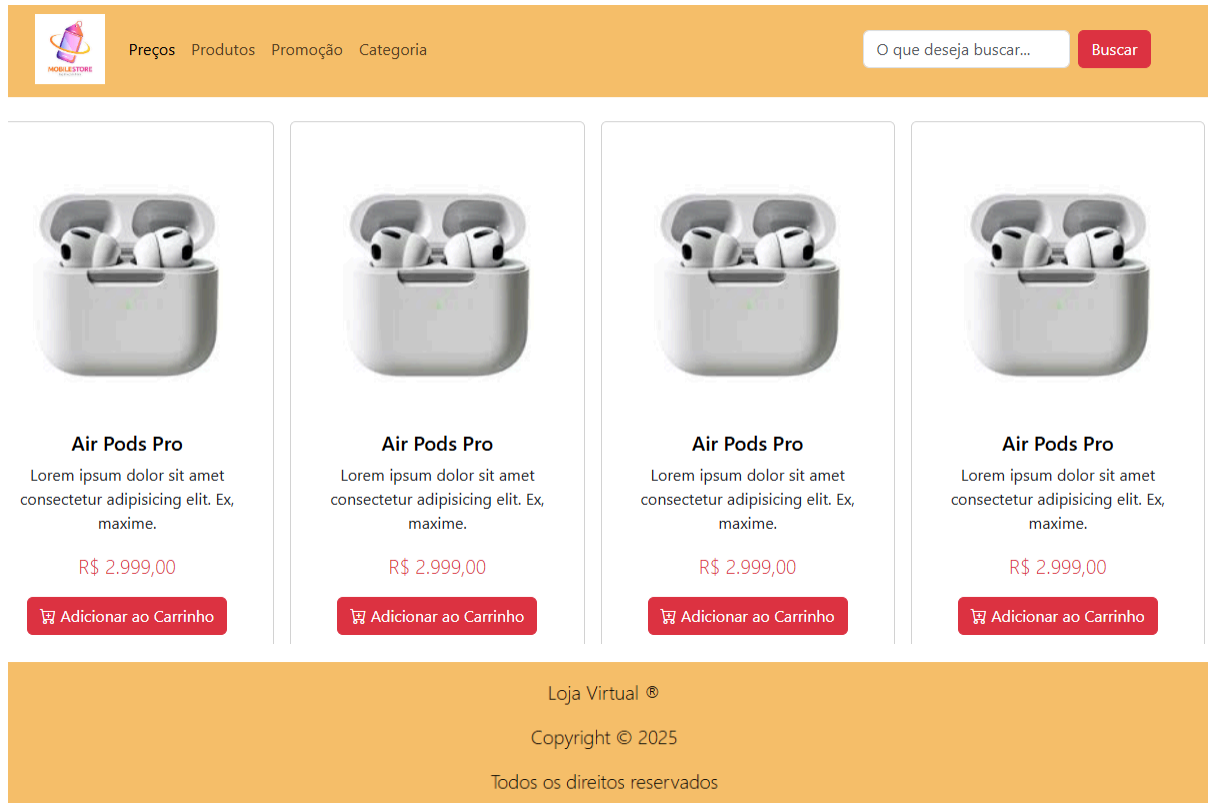 MOBILESTORE
Preços Produtos Promoção Categoria
O que deseja buscar... Buscar
Air Pods Pro
Lorem ipsum dolor sit amet
consectetur adipisicing elit. Ex,
maxime.
R$ 2.999,00
Adicionar ao Carrinho
Air Pods Pro
Lorem ipsum dolor sit amet
consectetur adipisicing elit. Ex,
maxime.
R$ 2.999,00
Adicionar ao Carrinho
Air Pods Pro
Lorem ipsum dolor sit amet
consectetur adipisicing elit. Ex,
maxime.
R$ 2.999,00
Adicionar ao Carrinho
Air Pods Pro
Lorem ipsum dolor sit amet
consectetur adipisicing elit. Ex,
maxime.
R$ 2.999,00
Adicionar ao Carrinho
Loja Virtual ®
Copyright © 2025
Todos os direitos reservados